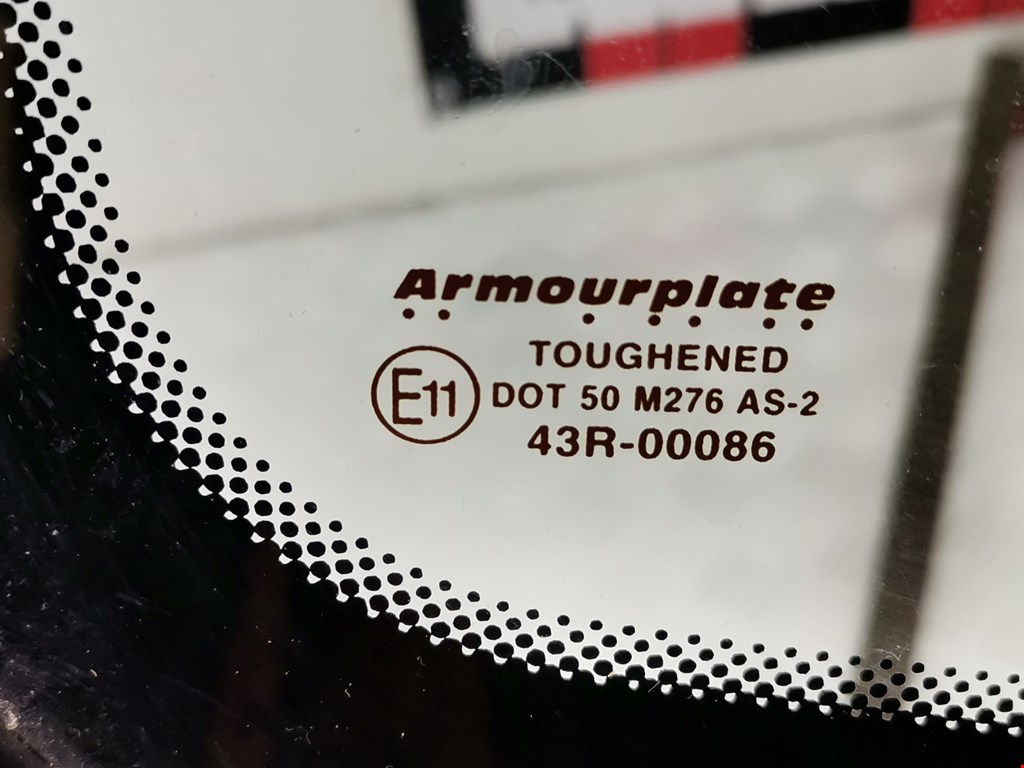 Armourplate
TOUGHENED
E11
DOT 50 M276 AS-2
43R-00086